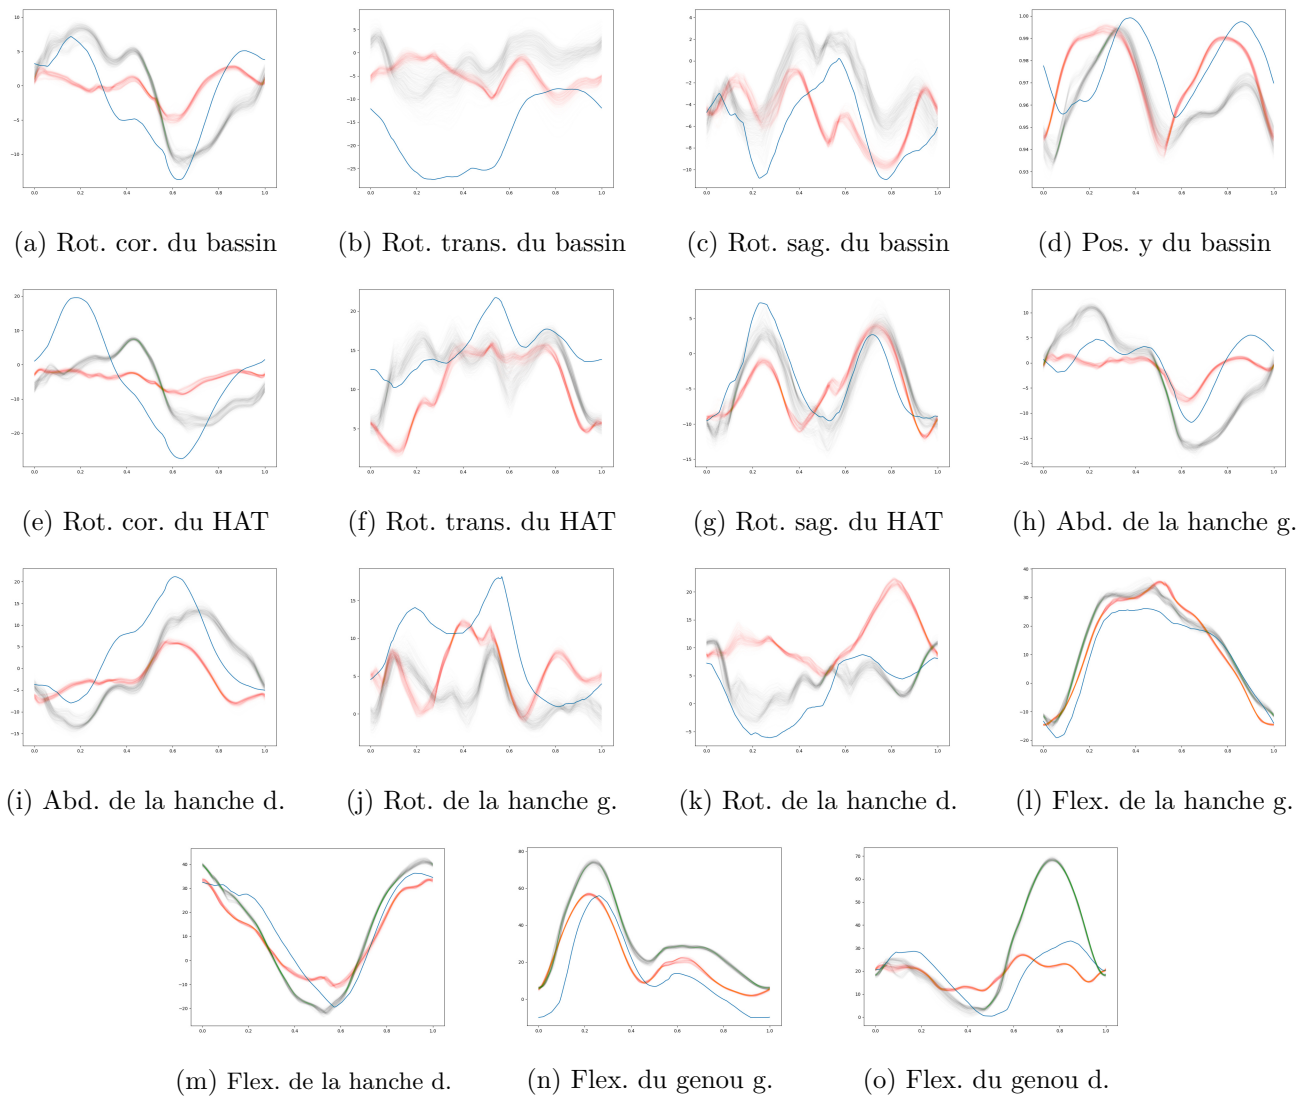 (a) Rot. cor. du bassin
(b) Rot. trans. du bassin
(c) Rot. sag. du bassin
(d) Pos. y du bassin
(e) Rot. cor. du HAT
(f) Rot. trans. du HAT
(g) Rot. sag. du HAT
(h) Abd. de la hanche g.
(i) Abd. de la hanche d.
(j) Rot. de la hanche g.
(k) Rot. de la hanche d.
(l) Flex. de la hanche g.
(m) Flex. de la hanche d.
(n) Flex. du genou g.
(o) Flex. du genou d.